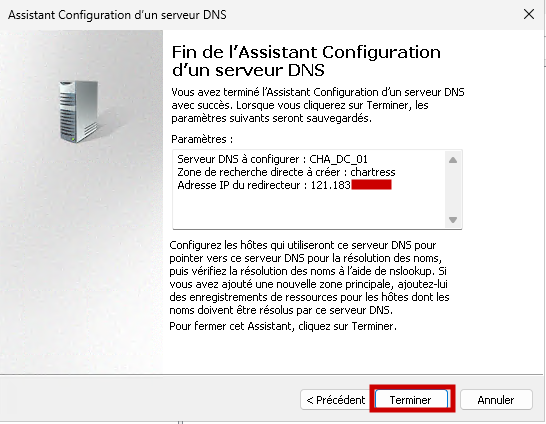 Assistant Configuration d'un serveur DNS
Fin de l'Assistant Configuration
d'un serveur DNS
Vous avez terminé l'Assistant Configuration d'un serveur DNS
avec succès. Lorsque vous cliquerez sur Terminer, les
paramètres suivants seront sauvegardés.
Paramètres :
Serveur DNS à configurer : CHA_DC_01
Zone de recherche directe à créer : chartress
Adresse IP du redirecteur : 121.183
Configurez les hôtes qui utiliseront ce serveur DNS pour
pointer vers ce serveur DNS pour la résolution des noms,
puis vérifiez la résolution des noms à l'aide de nslookup. Si
vous avez ajouté une nouvelle zone principale, ajoutez-lui
des enregistrements de ressources pour les hôtes dont les
noms doivent être résolus par ce serveur DNS.
Pour fermer cet Assistant, cliquez sur Terminer.
< Précédent Terminer Annuler